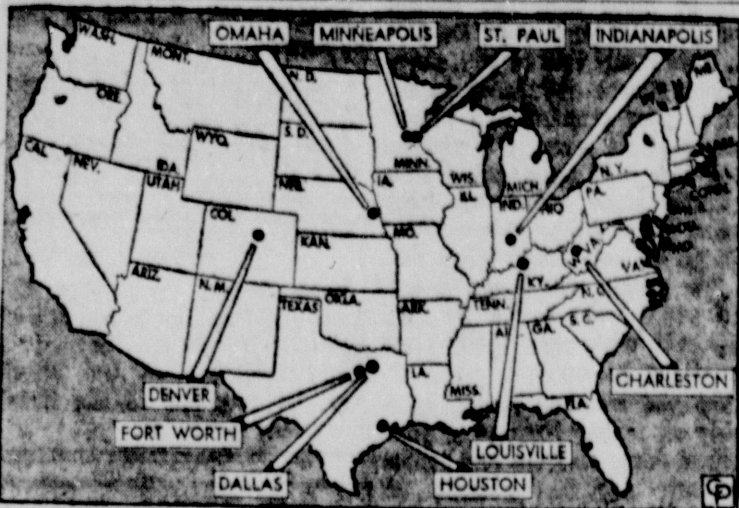 OMAHA
MINNEAPOLIS
ST. PAUL
INDIANAPOLIS
WASH.
MONT.
N. D.
ORE.
S. D.
MINN.
WIS.
MICH.
N.Y.
CAL.
NEV.
IDA.
WYO.
NEB.
IA.
ILL.
IND.
OHIO
PA.
UTAH
COL.
KAN.
MO.
KY.
VA.
ARIZ.
N.M.
TEXAS
OKLA.
ARK.
TENN.
N.C.
S.C.
GA.
LA.
MISS.
FLA.
DENVER
CHARLESTON
FORT WORTH
LOUISVILLE
DALLAS
HOUSTON
CP